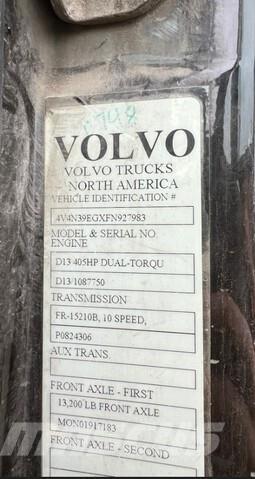 VOLVO
VOLVO TRUCKS
NORTH AMERICA
VEHICLE IDENTIFICATION #
4V4N39EGXFN927983
MODEL & SERIAL NO.
ENGINE
D13 405HP DUAL-TORQU
D13/1087750
TRANSMISSION
FR-15210B, 10 SPEED,
P0824306
AUX TRANS.
FRONT AXLE - FIRST
13,200 LB FRONT AXLE
MON01917183
FRONT AXLE - SECOND